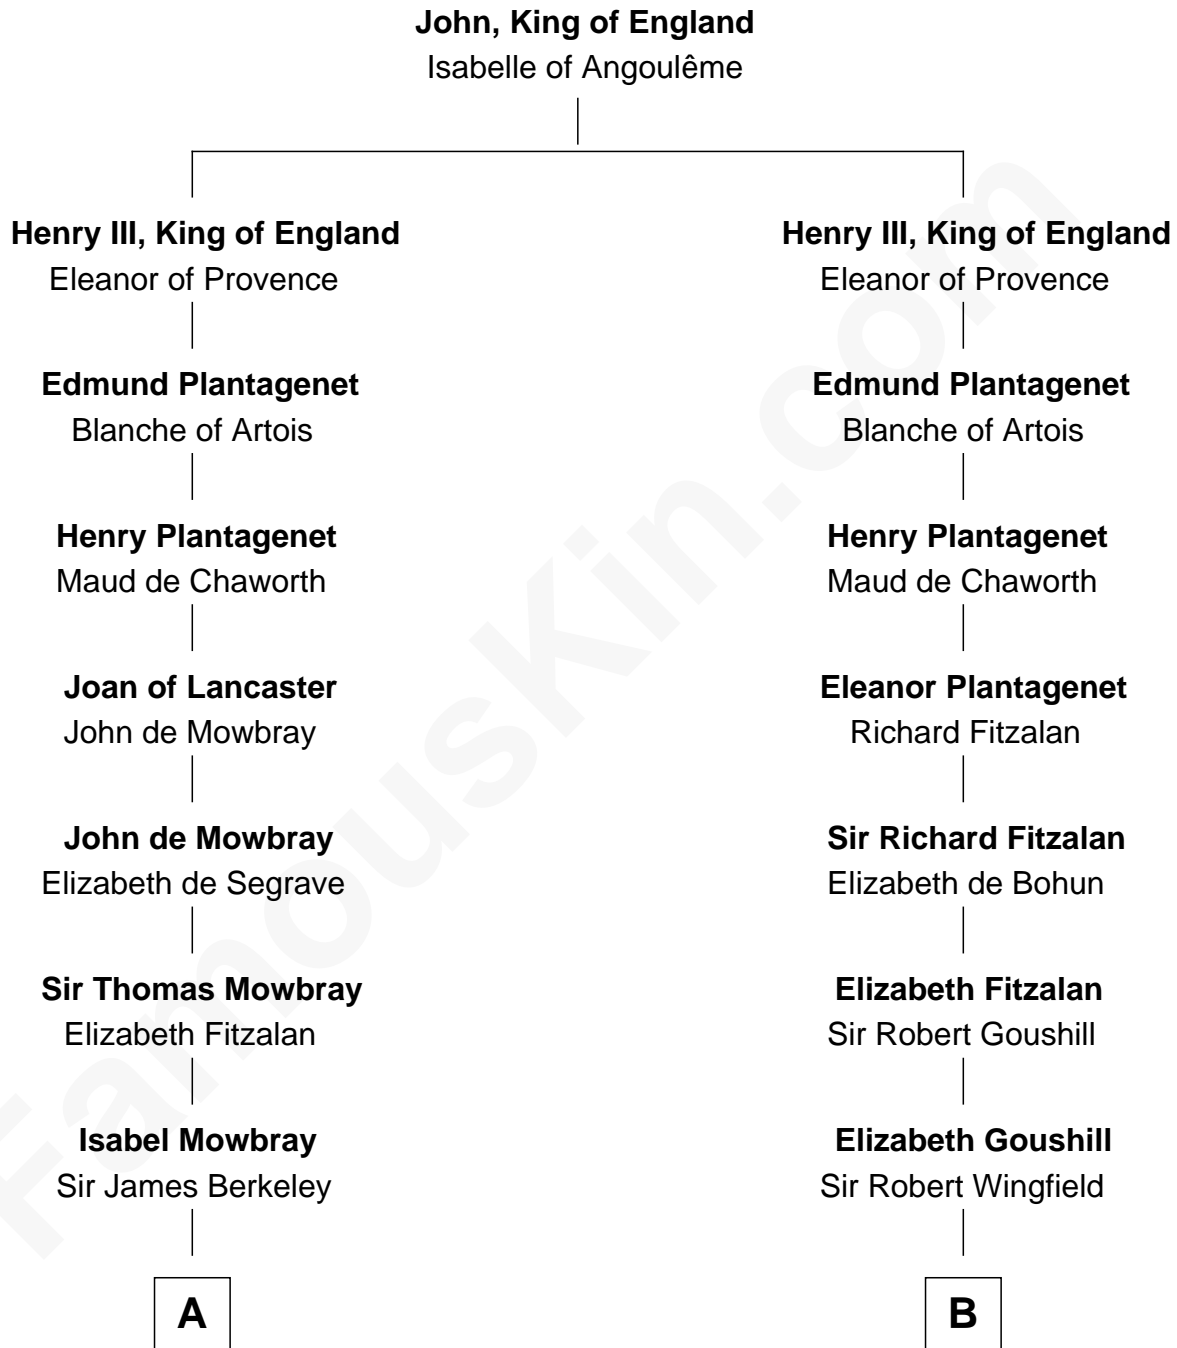 John, King of England
Isabelle of Angoulême
Henry III, King of England
Eleanor of Provence
Edmund Plantagenet
Blanche of Artois
Henry Plantagenet
Maud de Chaworth
Joan of Lancaster
John de Mowbray
John de Mowbray
Elizabeth de Segrave
Sir Thomas Mowbray
Elizabeth Fitzalan
Isabel Mowbray
Sir James Berkeley
A
Henry III, King of England
Eleanor of Provence
Edmund Plantagenet
Blanche of Artois
Henry Plantagenet
Maud de Chaworth
Eleanor Plantagenet
Richard Fitzalan
Sir Richard Fitzalan
Elizabeth de Bohun
Elizabeth Fitzalan
Sir Robert Goushill
Elizabeth Goushill
Sir Robert Wingfield
B
FamousKin.com